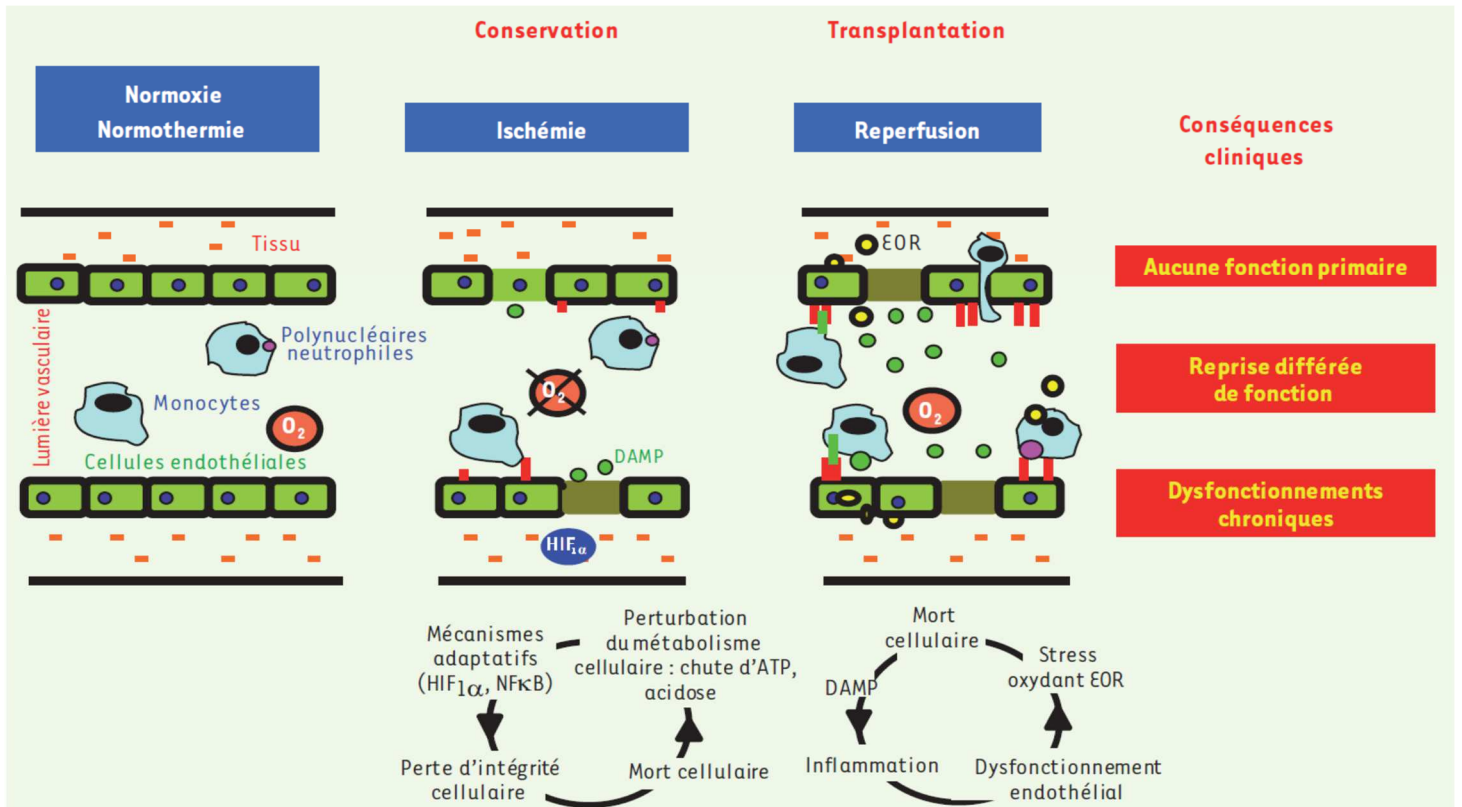 Conservation
Transplantation
Normoxie
Normothermie
Ischémie
Reperfusion
Conséquences
cliniques
Tissu
Lumière vasculaire
Polynucléaires
neutrophiles
Monocytes
O2
Cellules endothéliales
O2
DAMP
HIF1α
EOR
O2
Aucune fonction primaire
Reprise différée
de fonction
Dysfonctionnements
chroniques
Mécanismes
adaptatifs
(HIF1α, NFκB)
Perturbation
du métabolisme
cellulaire : chute d'ATP,
acidose
Perte d'intégrité
cellulaire
Mort cellulaire
Mort
cellulaire
DAMP
Stress
oxydant EOR
Inflammation
Dysfonctionnement
endothélial